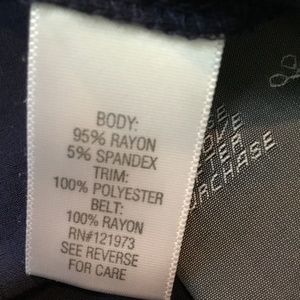 BODY:
95% RAYON
5% SPANDEX
TRIM:
100% POLYESTER
BELT:
100% RAYON
RN#121973
SEE REVERSE
FOR CARE